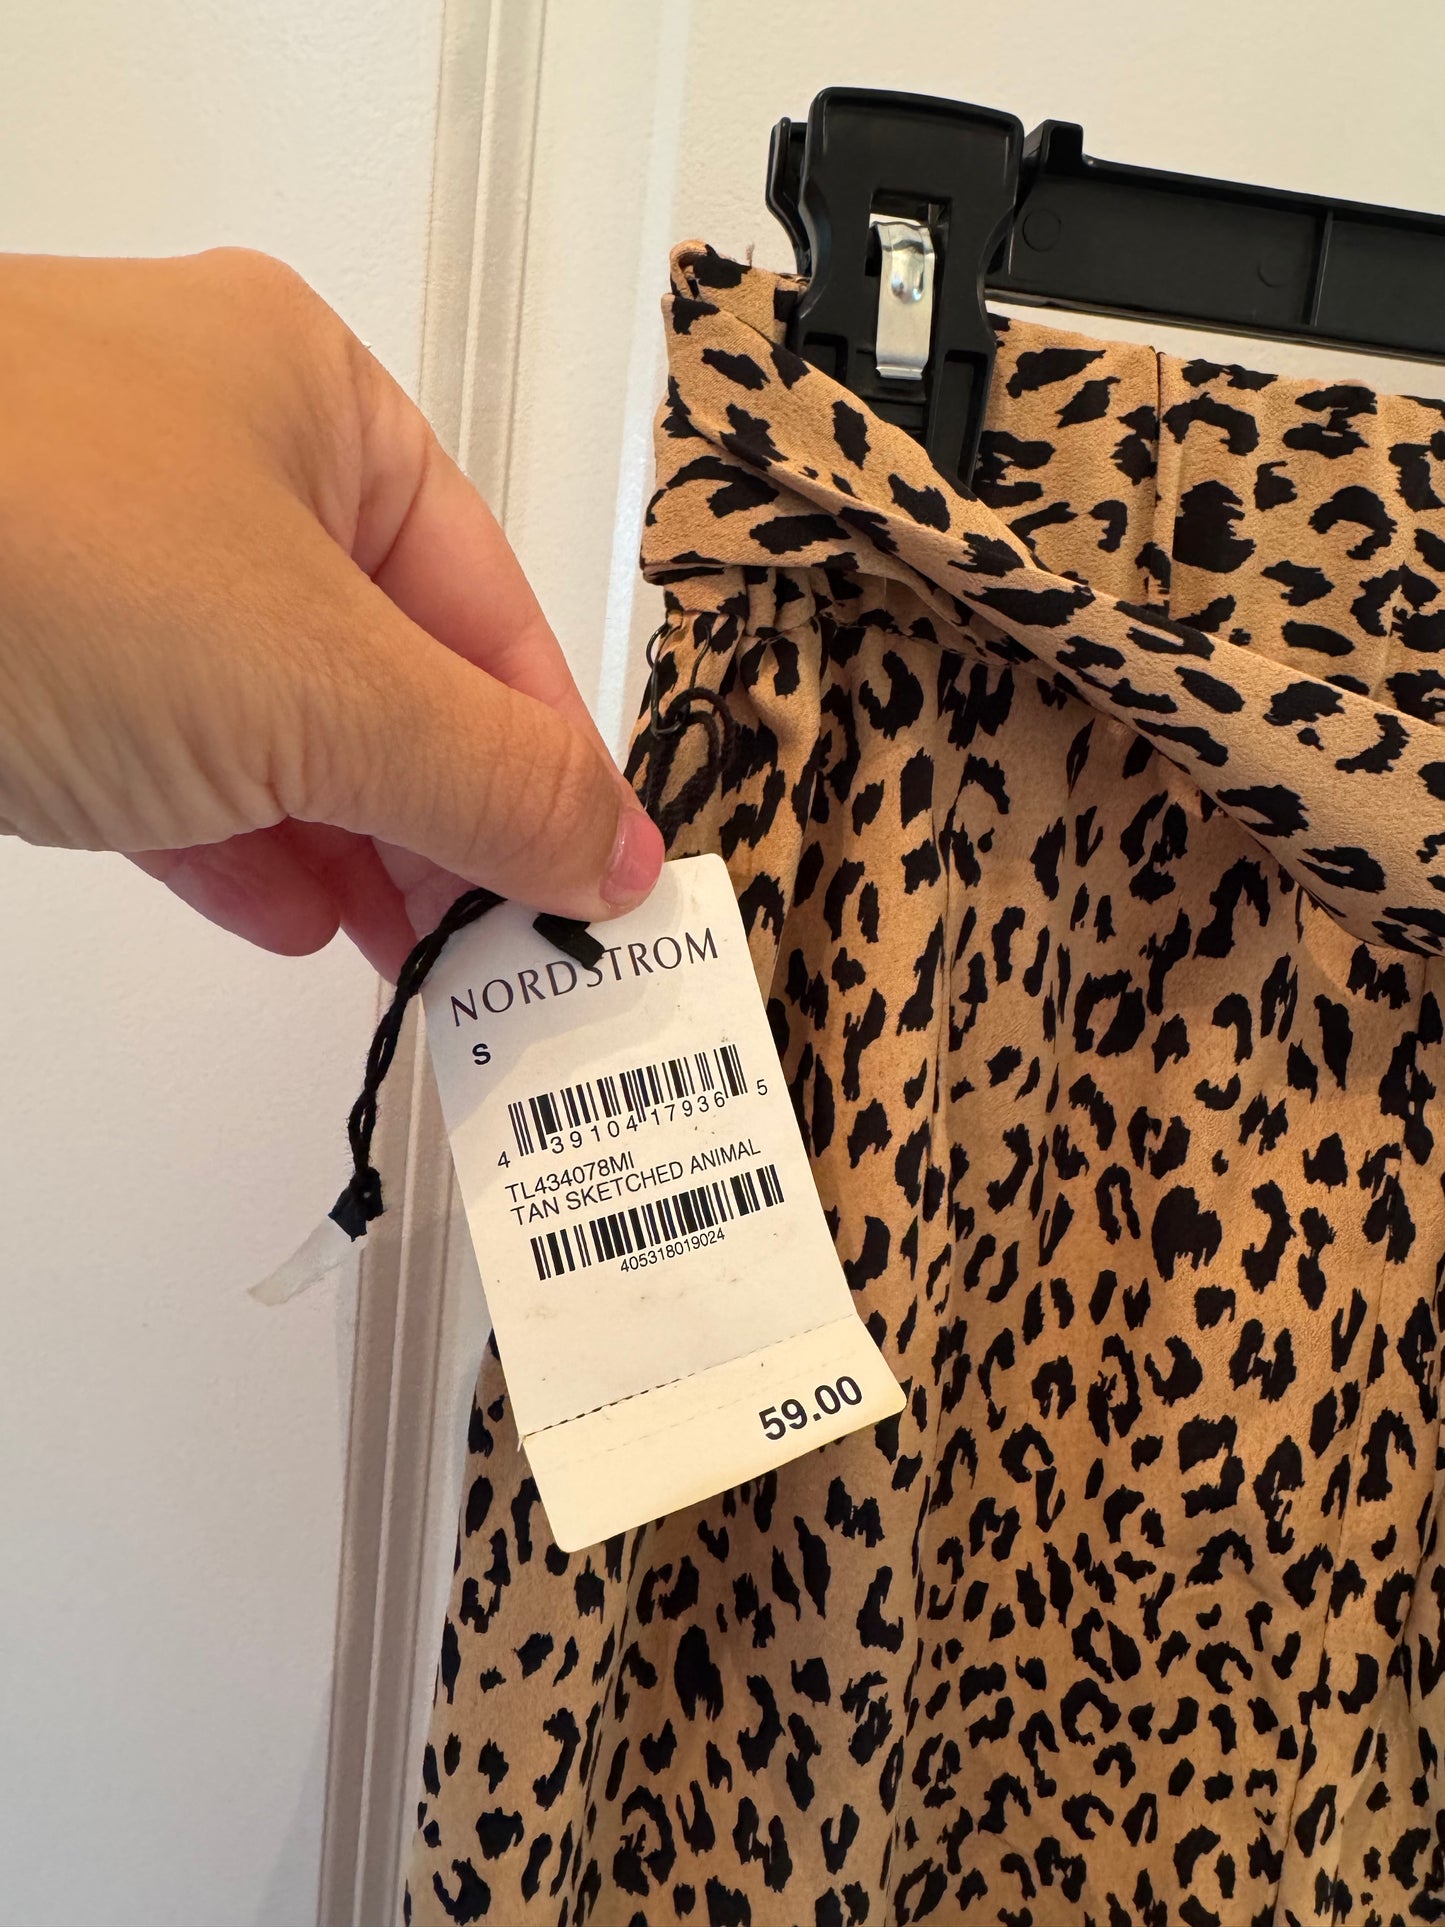 NORDSTROM
S
4 39104 17936 5
TL434078MI
TAN SKETCHED ANIMAL
405318019024
59.00